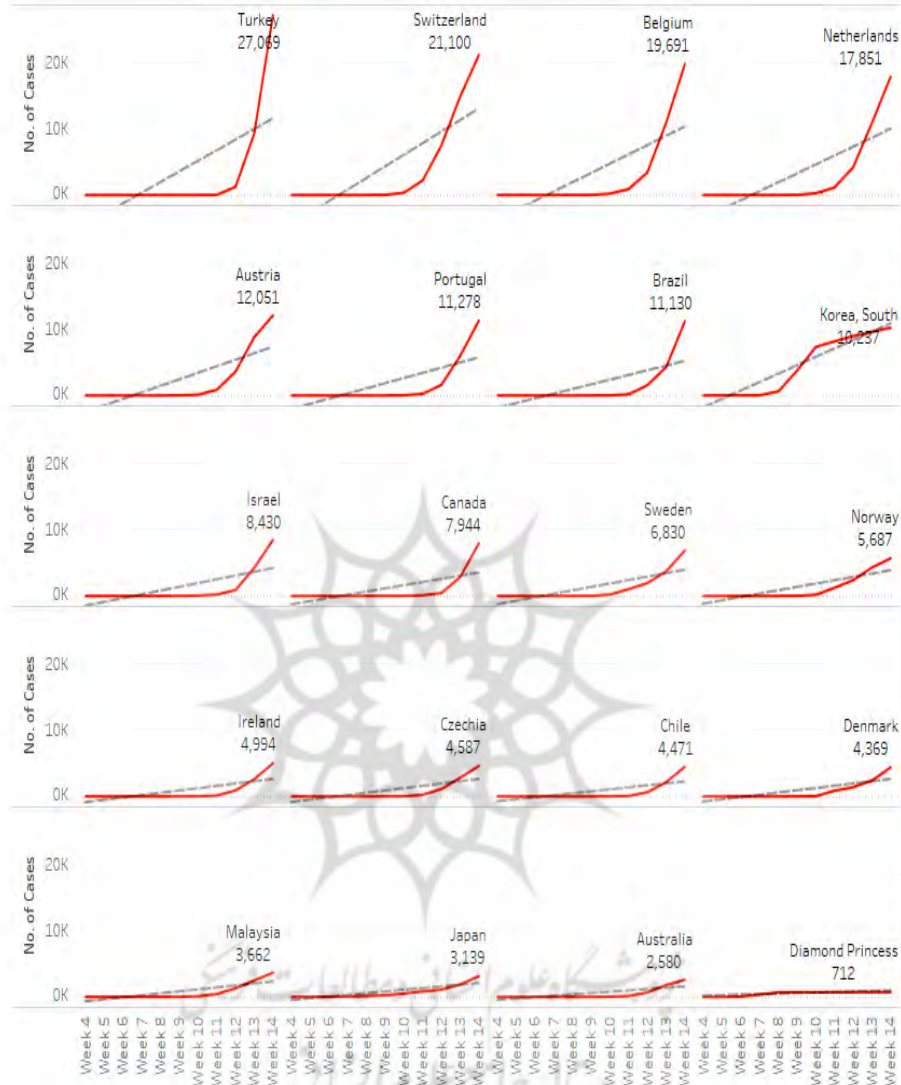 No. of Cases
20K
10K
0K
Turkey
27,069
Switzerland
21,100
Belgium
19,691
Netherlands
17,851
No. of Cases
20K
10K
0K
Austria
12,051
Portugal
11,278
Brazil
11,130
Korea, South
10,237
No. of Cases
20K
10K
0K
Israel
8,430
Canada
7,944
Sweden
6,830
Norway
5,687
No. of Cases
20K
10K
0K
Ireland
4,994
Czechia
4,587
Chile
4,471
Denmark
4,369
No. of Cases
20K
10K
0K
Malaysia
3,662
Japan
3,139
Australia
2,580
Diamond Princess
712
Week 4
Week 5
Week 6
Week 7
Week 8
Week 9
Week 10
Week 11
Week 12
Week 13
Week 14
Week 4
Week 5
Week 6
Week 7
Week 8
Week 9
Week 10
Week 11
Week 12
Week 13
Week 14
Week 4
Week 5
Week 6
Week 7
Week 8
Week 9
Week 10
Week 11
Week 12
Week 13
Week 14
Week 4
Week 5
Week 6
Week 7
Week 8
Week 9
Week 10
Week 11
Week 12
Week 13
Week 14
پژوهشگاه علوم انسانی و مطالعات فرهنگی